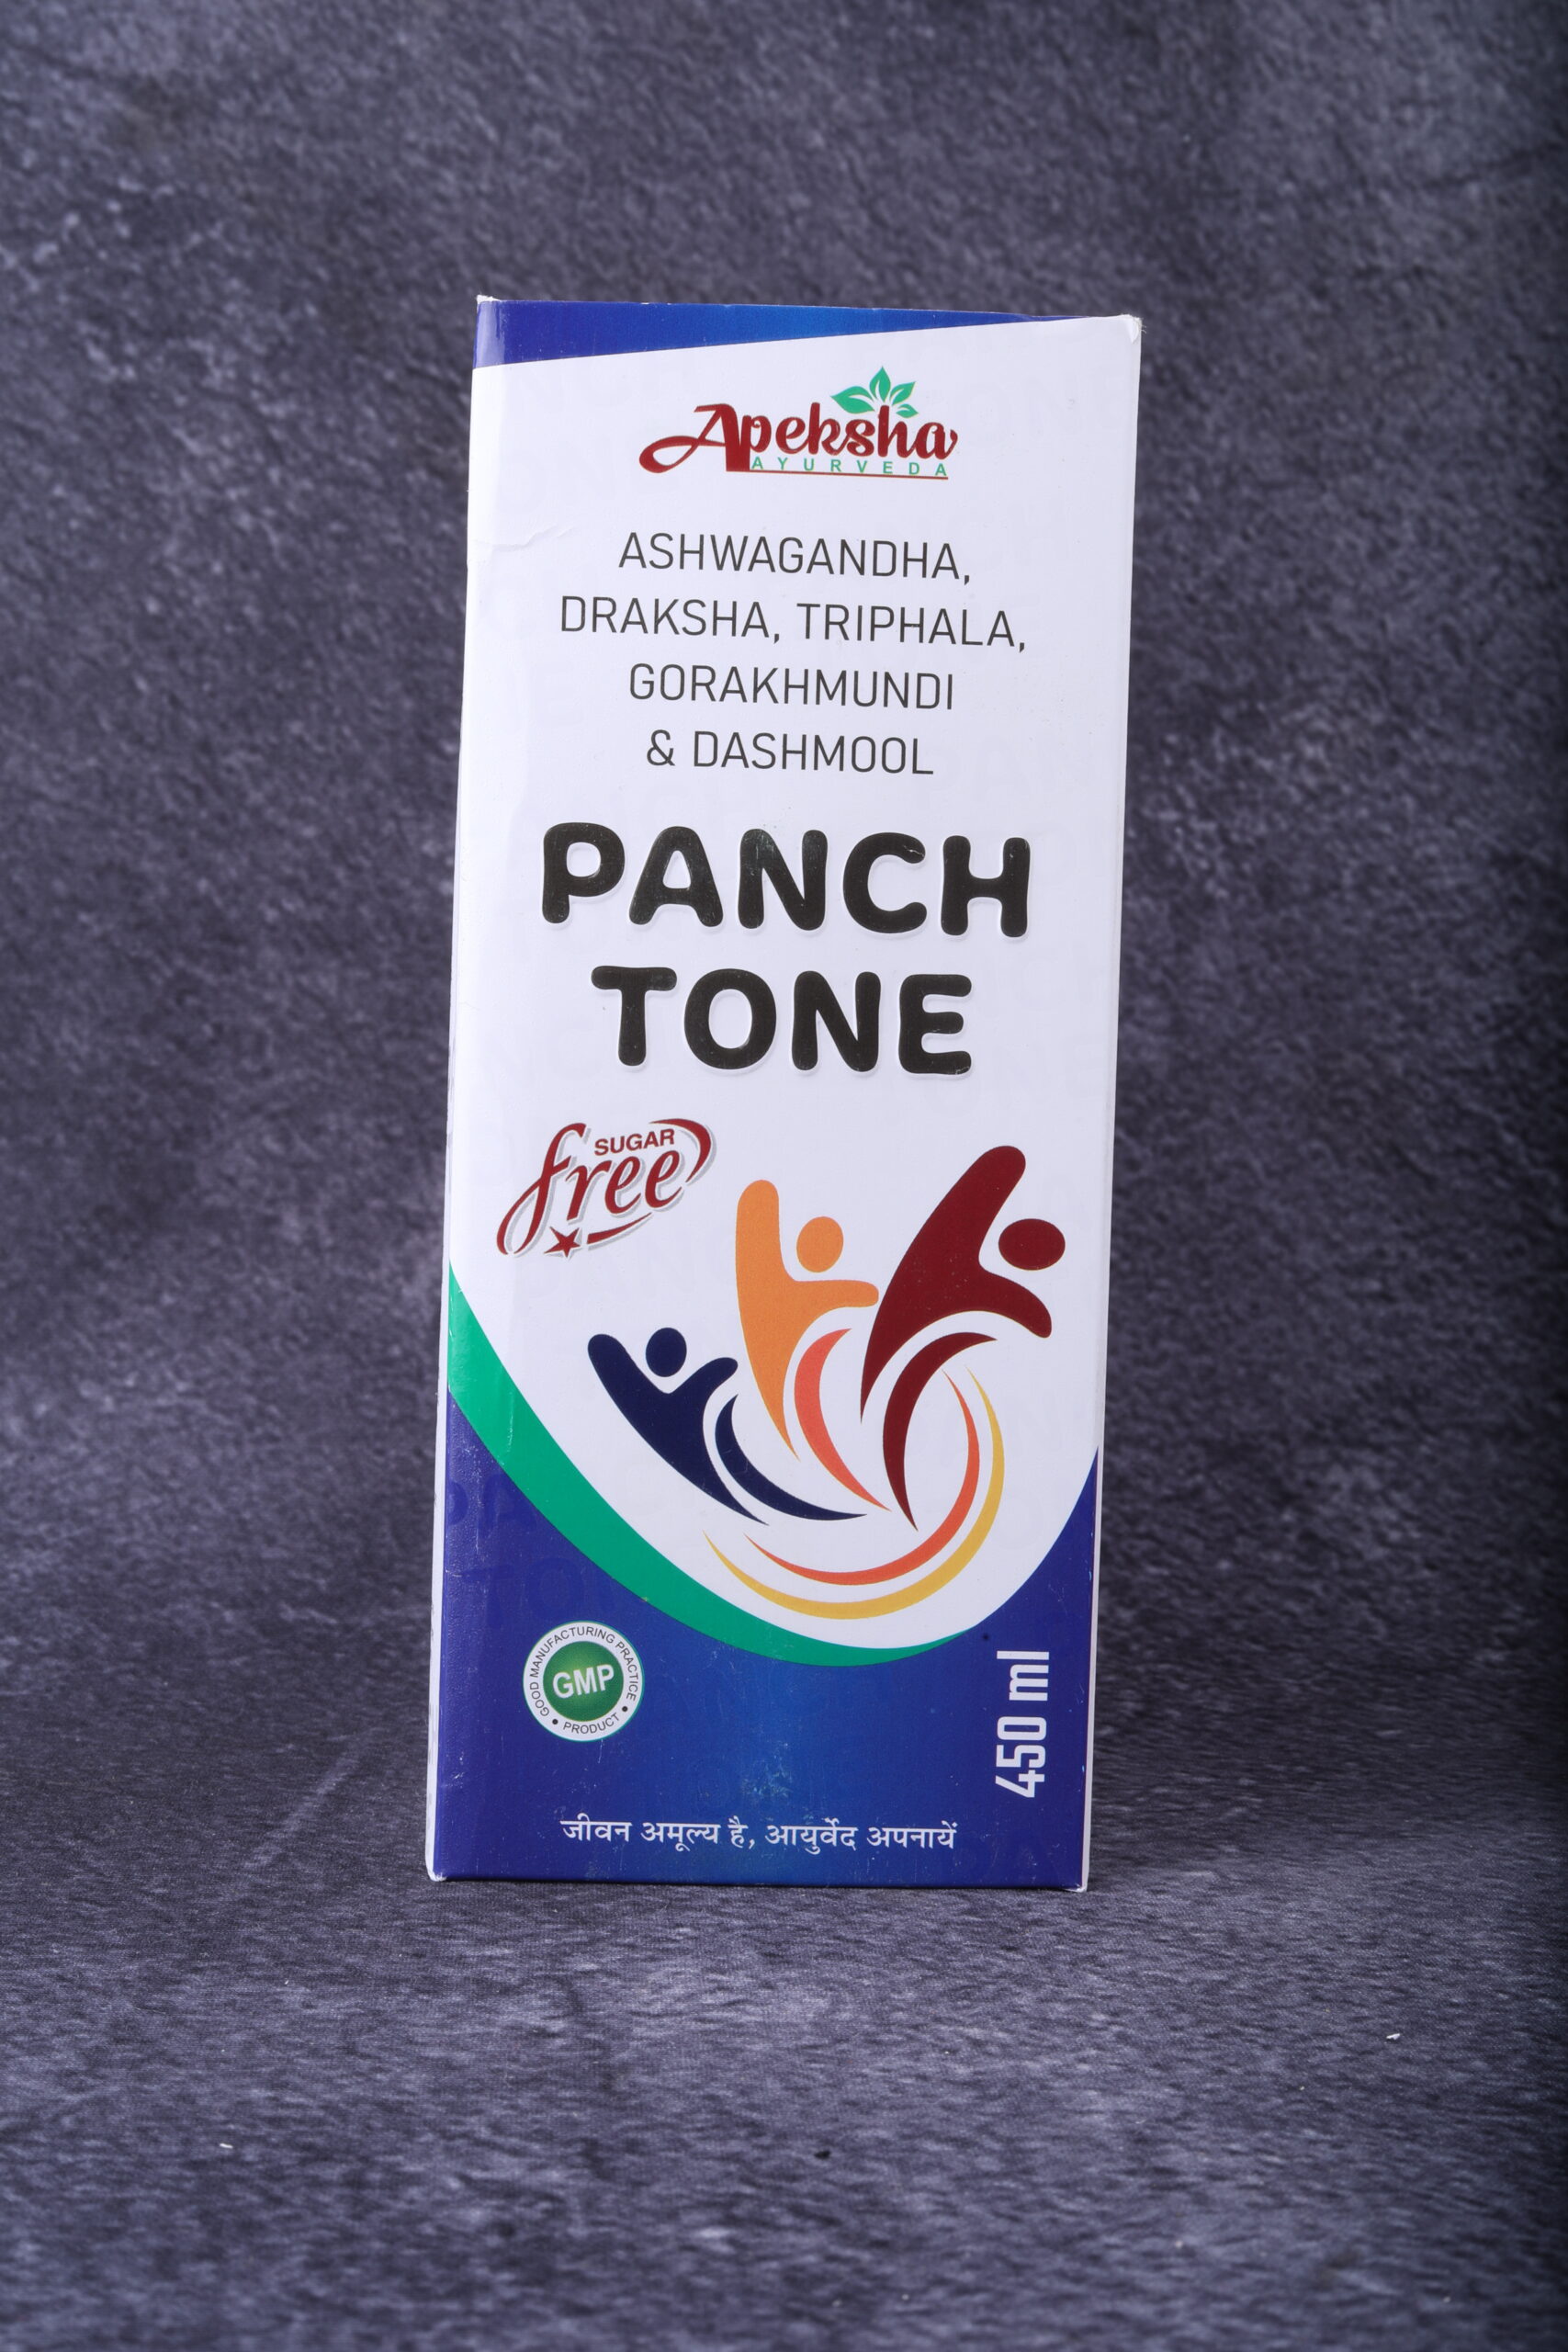 Apeksha
AYURVEDA
ASHWAGANDHA,
DRAKSHA, TRIPHALA,
GORAKHMUNDI
& DASHMOOL
PANCH
TONE
SUGAR
free
GOOD MANUFACTURING PRACTICE
GMP
• PRODUCT •
450 ml
जीवन अमूल्य है, आयुर्वेद अपनायें